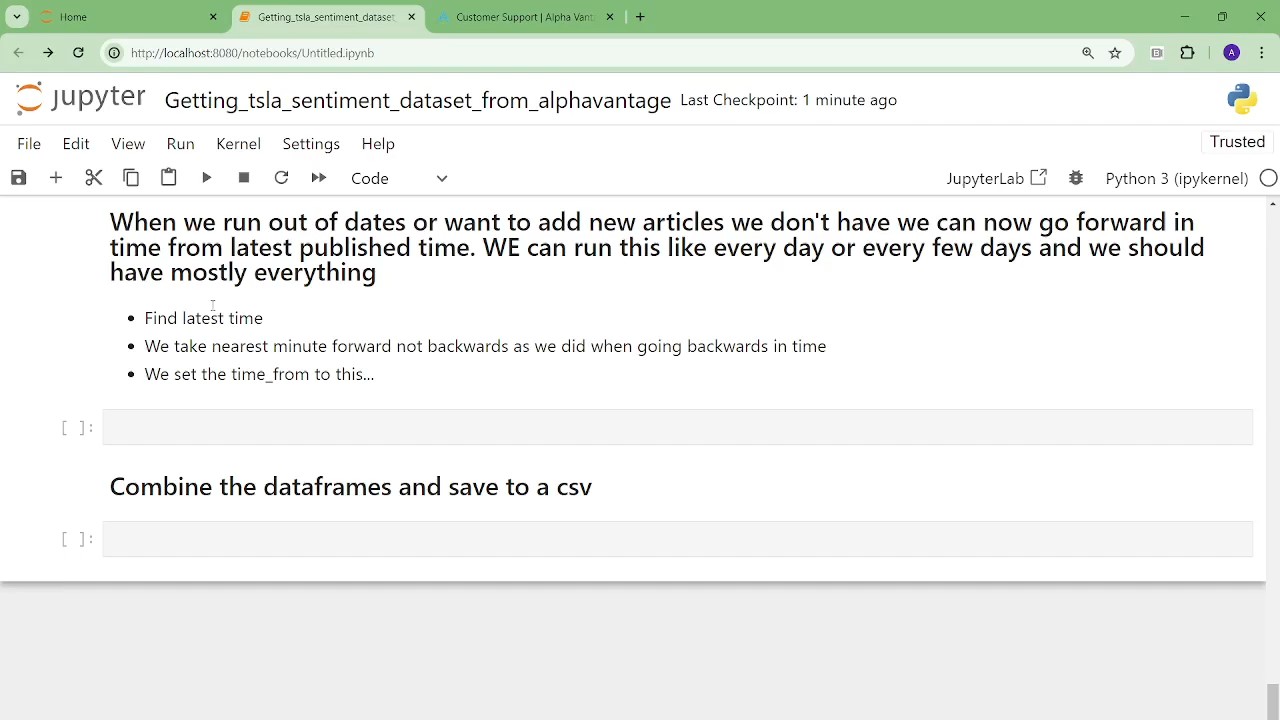 Home
Getting_tsla_sentiment_dataset
Customer Support | Alpha Vant
http://localhost:8080/notebooks/Untitled.ipynb
A
jupyter Getting_tsla_sentiment_dataset_from_alphavantage Last Checkpoint: 1 minute ago
File Edit View Run Kernel Settings Help
Trusted
Code
JupyterLab
Python 3 (ipykernel)
When we run out of dates or want to add new articles we don't have we can now go forward in
time from latest published time. WE can run this like every day or every few days and we should
have mostly everything
• Find latest time
• We take nearest minute forward not backwards as we did when going backwards in time
• We set the time_from to this...
[ ]:
Combine the dataframes and save to a csv
[ ]: